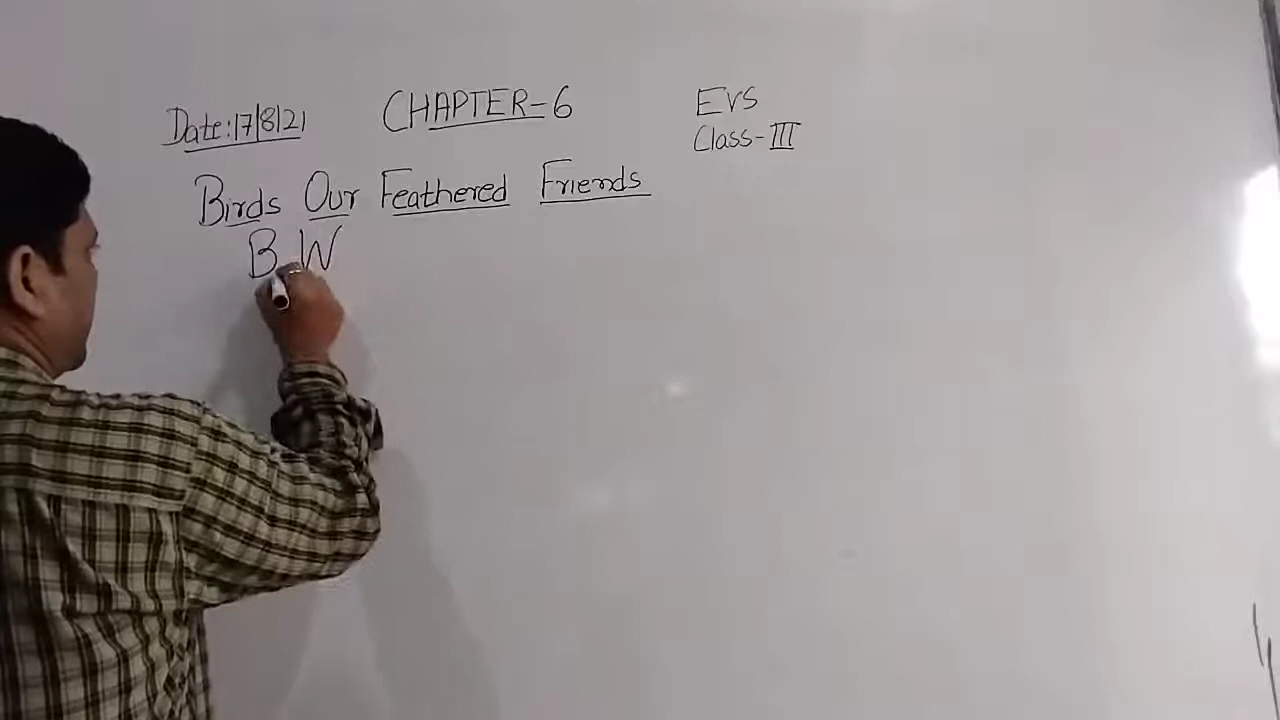 Date:17/8/21 CHAPTER-6 EVS
Class-III
Birds Our Feathered Friends
B W